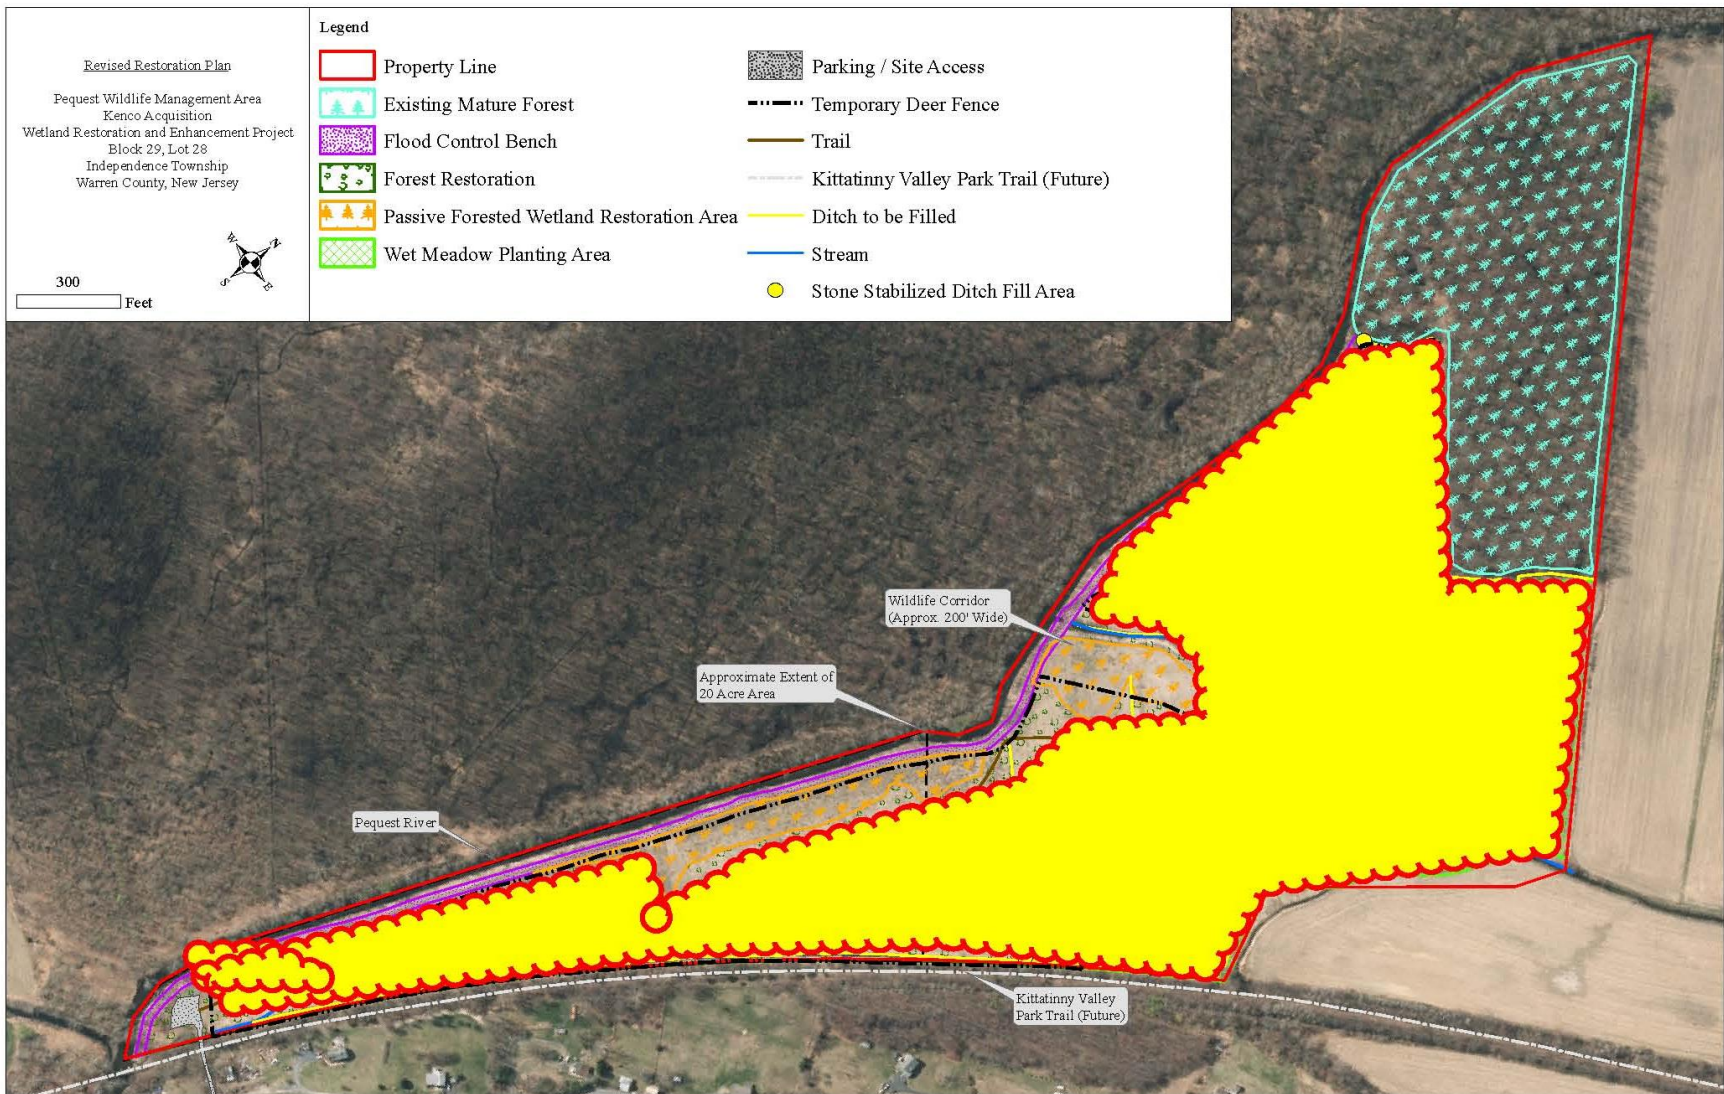 Revised Restoration Plan
Pequest Wildlife Management Area
Kenco Acquisition
Wetland Restoration and Enhancement Project
Block 29, Lot 28
Independence Township
Warren County, New Jersey
W
N
S
E
300
Feet
Legend
Property Line
Existing Mature Forest
Flood Control Bench
Forest Restoration
Passive Forested Wetland Restoration Area
Wet Meadow Planting Area
Parking / Site Access
Temporary Deer Fence
Trail
Kittatinny Valley Park Trail (Future)
Ditch to be Filled
Stream
Stone Stabilized Ditch Fill Area
Wildlife Corridor
(Approx. 200' Wide)
Approximate Extent of
20 Acre Area
Pequest River
Kittatinny Valley
Park Trail (Future)